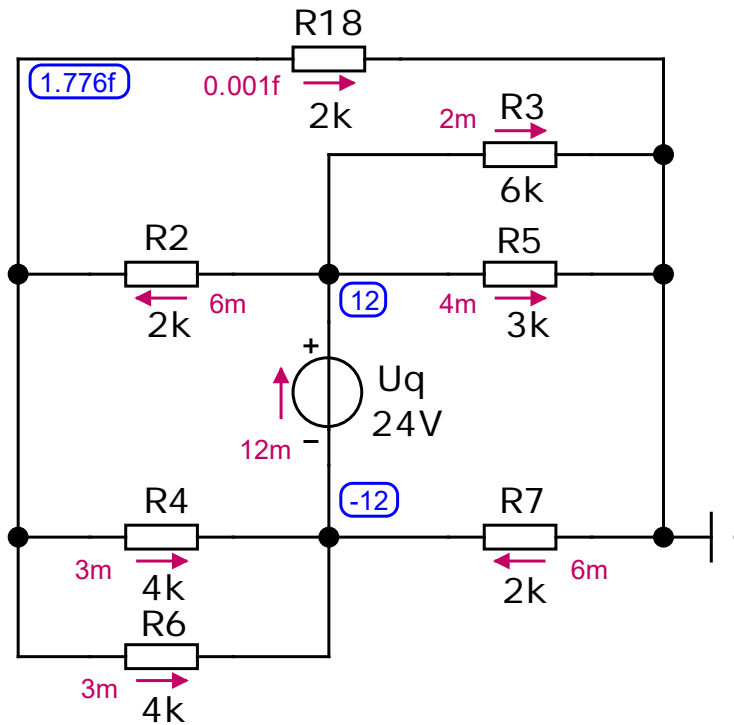 R18
1.776f
0.001f
2k
2m
R3
6k
R2
R5
6m
12
4m
2k
3k
+
Uq
24V
12m
−
-12
R4
R7
3m
6m
4k
2k
R6
3m
4k